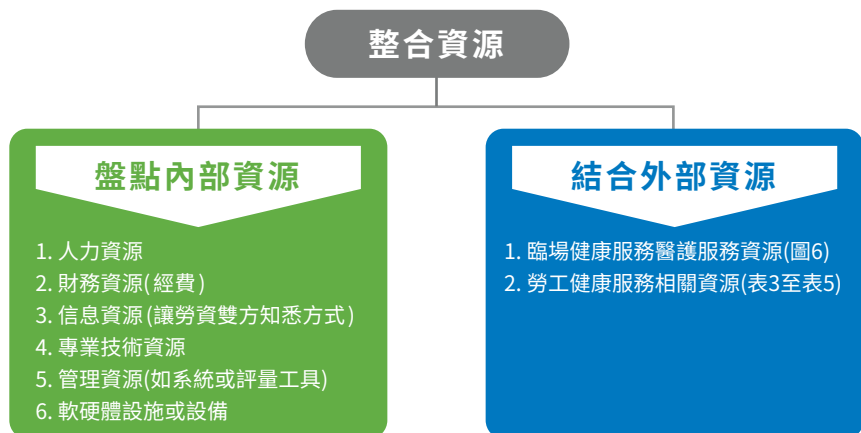 整合資源
盤點內部資源
1. 人力資源
2. 財務資源(經費)
3. 信息資源(讓勞資雙方知悉方式)
4. 專業技術資源
5. 管理資源(如系統或評量工具)
6. 軟硬體設施或設備
結合外部資源
1. 臨場健康服務醫護服務資源(圖6)
2. 勞工健康服務相關資源(表3至表5)